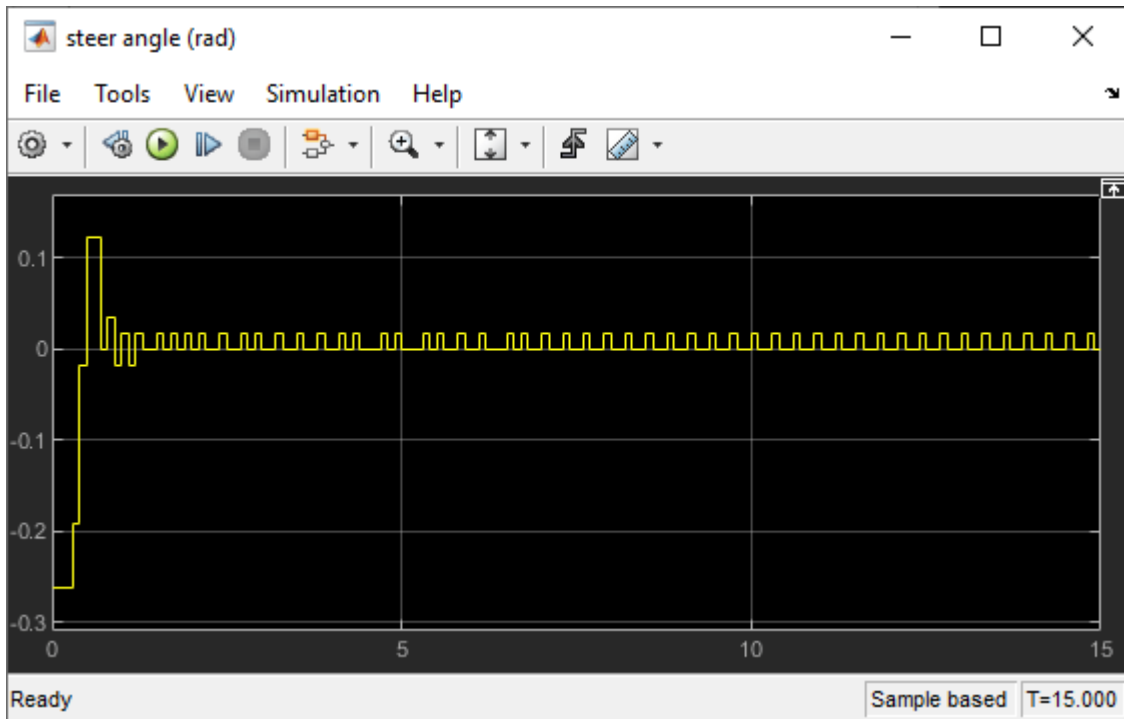 steer angle (rad)
File Tools View Simulation Help
0.1
0
-0.1
-0.2
-0.3
0 5 10 15
Ready Sample based T=15.000